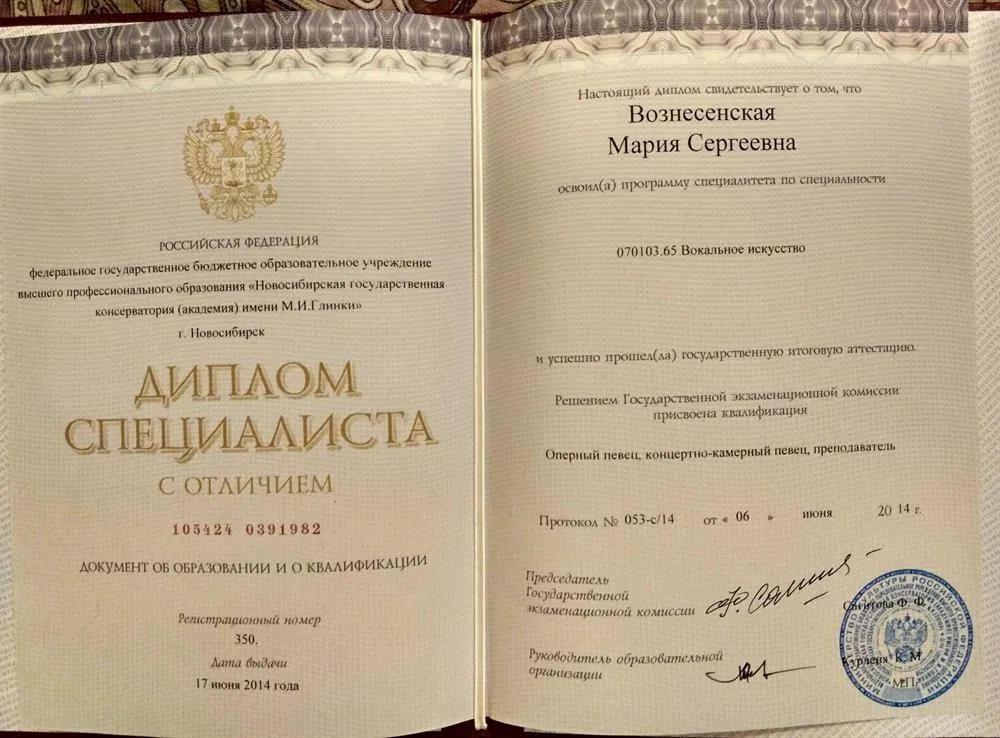 РОССИЙСКАЯ ФЕДЕРАЦИЯ
федеральное государственное бюджетное образовательное учреждение
высшего профессионального образования «Новосибирская государственная
консерватория (академия) имени М.И.Глинки»
г. Новосибирск
ДИПЛОМ
СПЕЦИАЛИСТА
С ОТЛИЧИЕМ
105424 0391982
ДОКУМЕНТ ОБ ОБРАЗОВАНИИ И О КВАЛИФИКАЦИИ
Регистрационный номер
350.
Дата выдачи
17 июня 2014 года
Настоящий диплом свидетельствует о том, что
Вознесенская
Мария Сергеевна
освоил(а) программу специалитета по специальности
070103.65 Вокальное искусство
и успешно прошел(ла) государственную итоговую аттестацию.
Решением Государственной экзаменационной комиссии
присвоена квалификация
Оперный певец, концертно-камерный певец, преподаватель
Протокол № 053-с/14 от « 06 » июня 20 14 г.
Председатель
Государственной
экзаменационной комиссии
Сагитова Ф. Ф.
Руководитель образовательной
организации
Курленя К. М.
М.П.